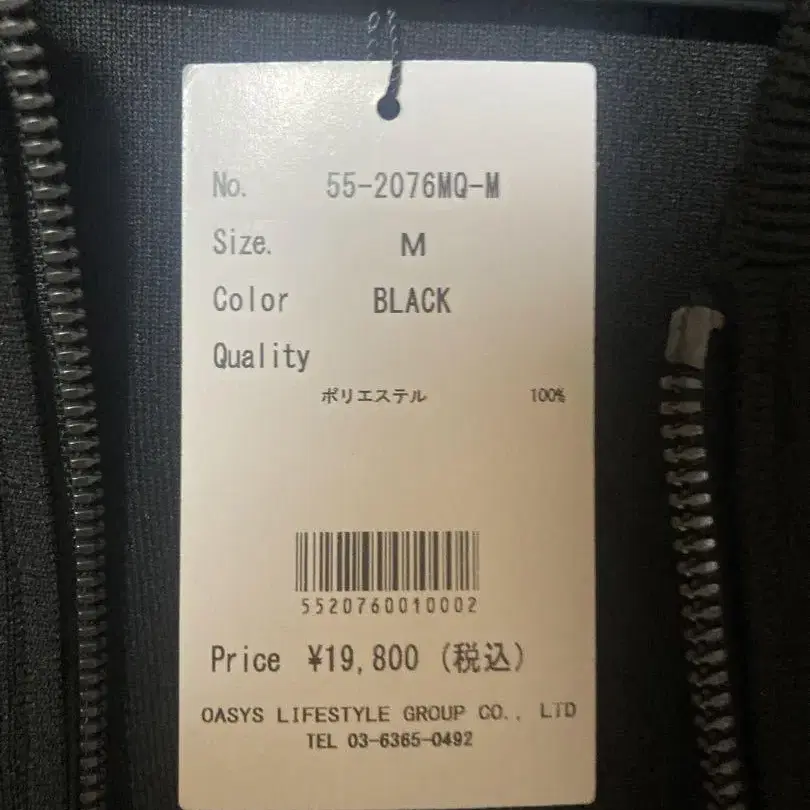 No. 55-2076MQ-M
Size. M
Color BLACK
Quality
ポリエステル 100%
5520760010002
Price ¥19,800 (税込)
OASYS LIFESTYLE GROUP CO., LTD
TEL 03-6365-0492